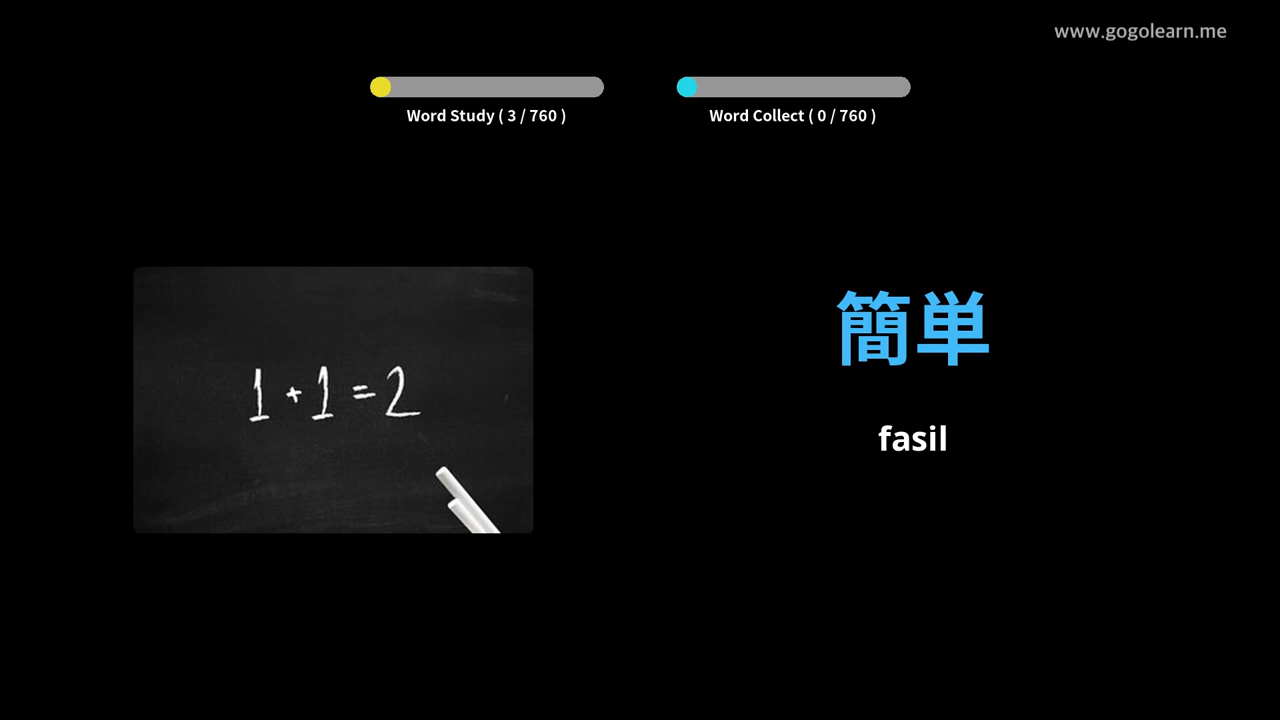 www.gogolearn.me
Word Study ( 3 / 760 )
Word Collect ( 0 / 760 )
1 + 1 = 2
簡単
fasil